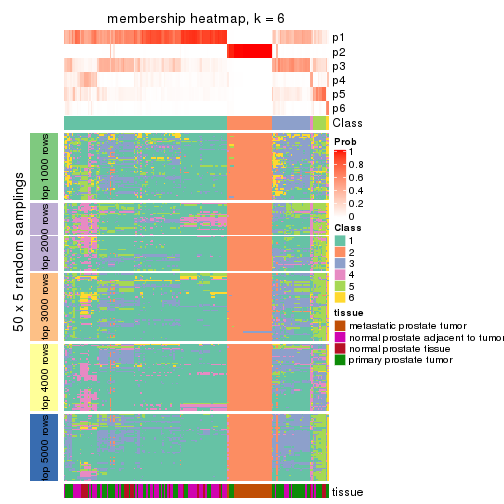 membership heatmap, k = 6
p1
p2
p3
p4
p5
p6
Class
50 x 5 random samplings
top 1000 rows
top 2000 rows
top 3000 rows
top 4000 rows
top 5000 rows
Prob
1
0.8
0.6
0.4
0.2
0
Class
1
2
3
4
5
6
tissue
metastatic prostate tumor
normal prostate adjacent to tumor
normal prostate tissue
primary prostate tumor
tissue